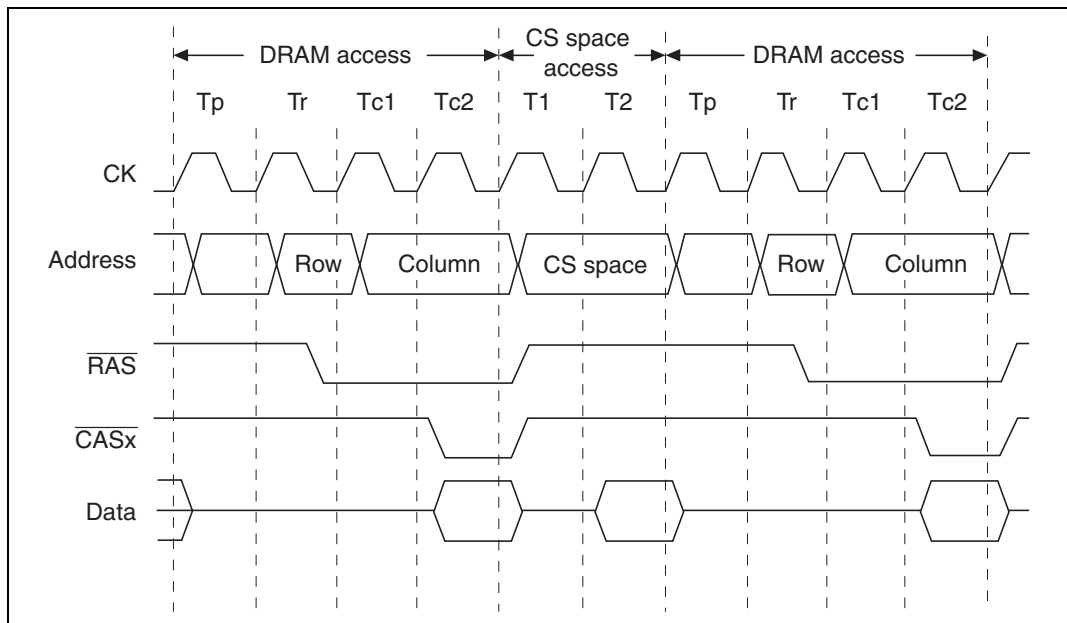 DRAM access CS space access DRAM access
Tp Tr Tc1 Tc2 T1 T2 Tp Tr Tc1 Tc2
CK
Address Row Column CS space Row Column
RAS
CASx
Data